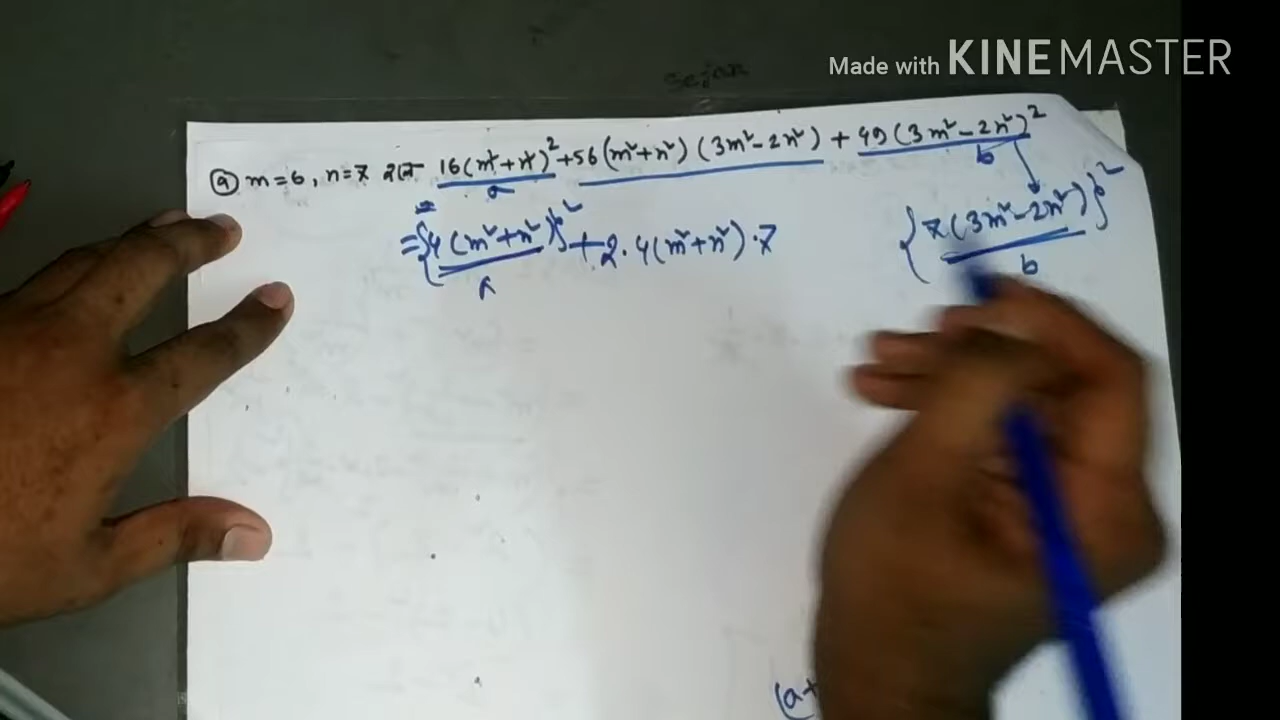 Made with KINEMASTER
Sejan
ⓐ m=6, n=7 হলে 16(m²+n²)²+56(m²+n²)(3m²-2n²)+49(3m²-2n²)²
a b
={4(m²+n²)}²+2.4(m²+n²).7 {7(3m²-2n²)}²
a b
(a+